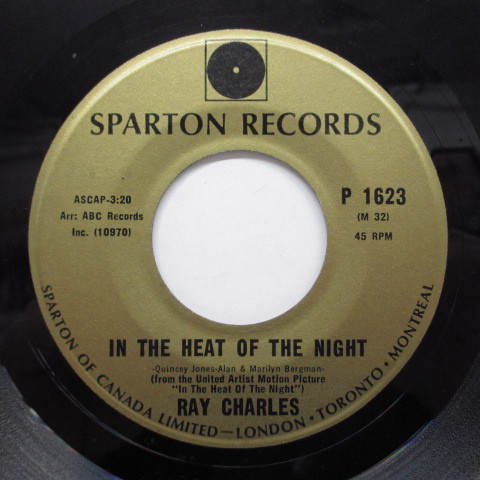 SPARTON RECORDS
ASCAP-3:20
Arr: ABC Records
Inc. (10970)
P 1623
(M 32)
45 RPM
IN THE HEAT OF THE NIGHT
-Quincey Jones-Alan & Marilyn Bergman-
(from the United Artist Motion Picture
"In The Heat Of The Night")
RAY CHARLES
SPARTON OF CANADA LIMITED—LONDON • TORONTO • MONTREAL